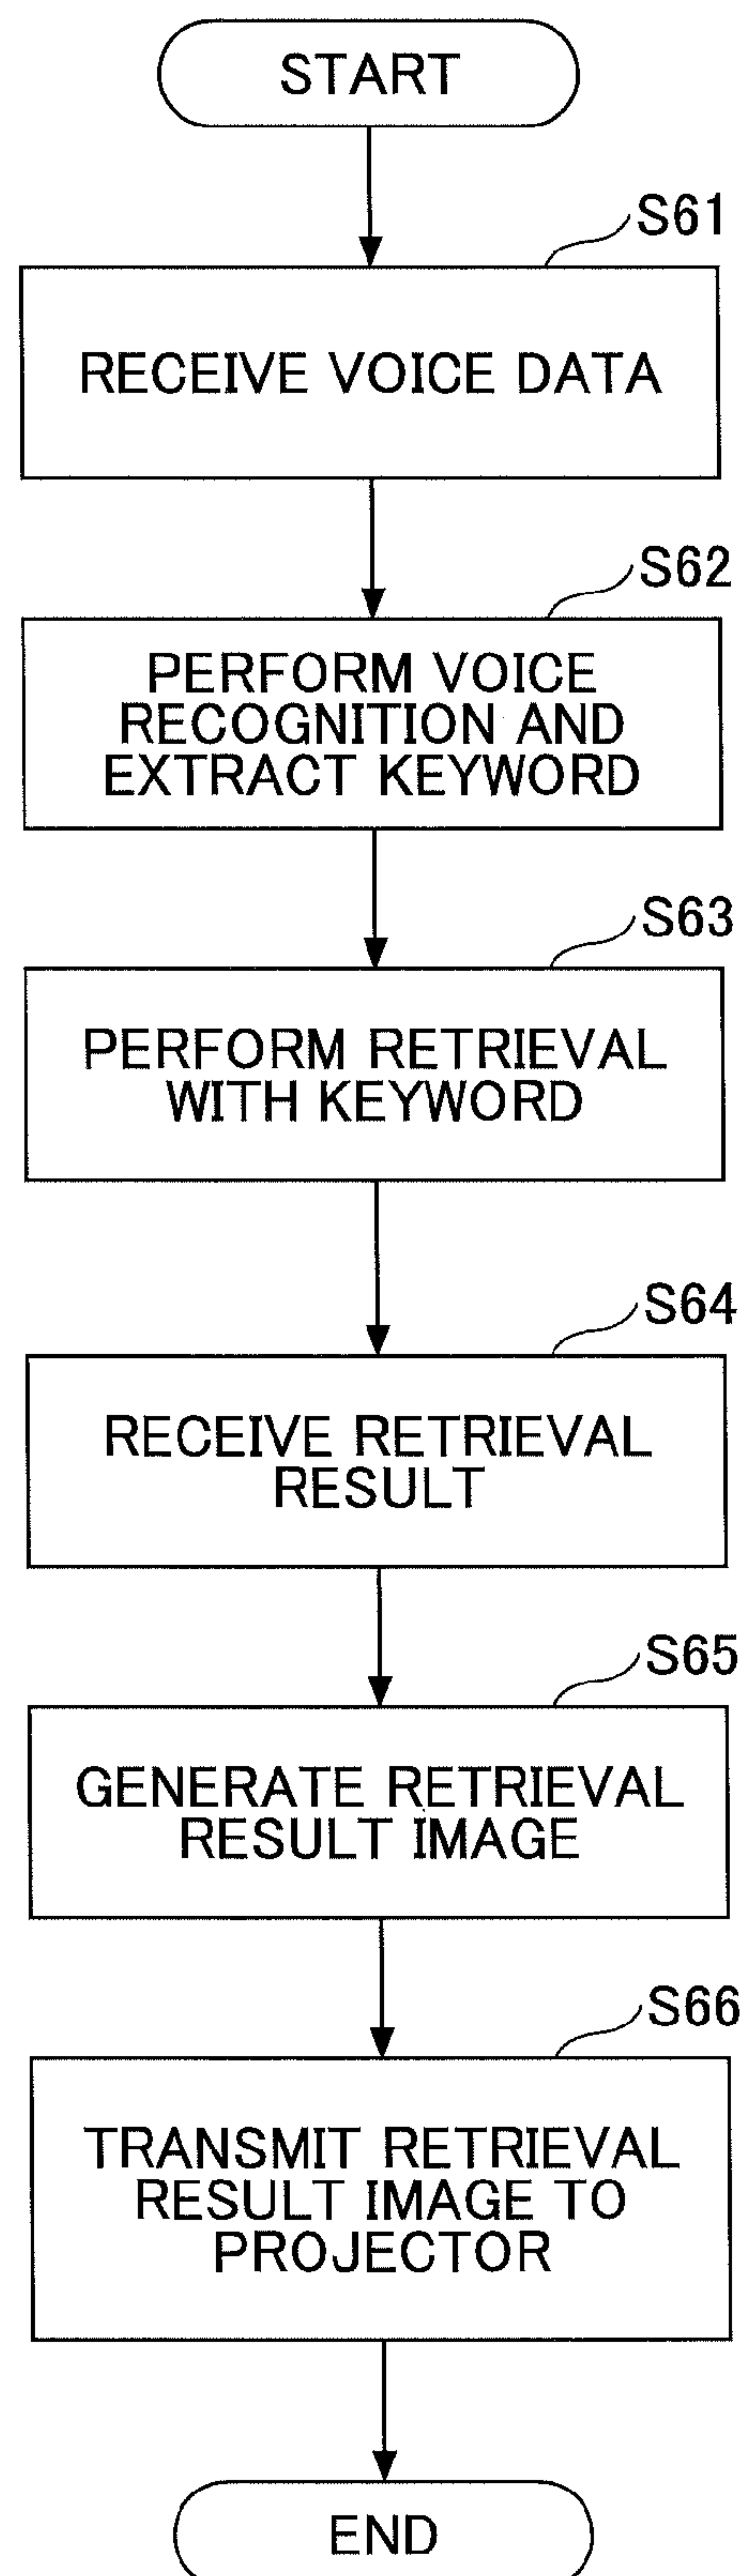 START
S61
RECEIVE VOICE DATA
S62
PERFORM VOICE
RECOGNITION AND
EXTRACT KEYWORD
S63
PERFORM RETRIEVAL
WITH KEYWORD
S64
RECEIVE RETRIEVAL
RESULT
S65
GENERATE RETRIEVAL
RESULT IMAGE
S66
TRANSMIT RETRIEVAL
RESULT IMAGE TO
PROJECTOR
END